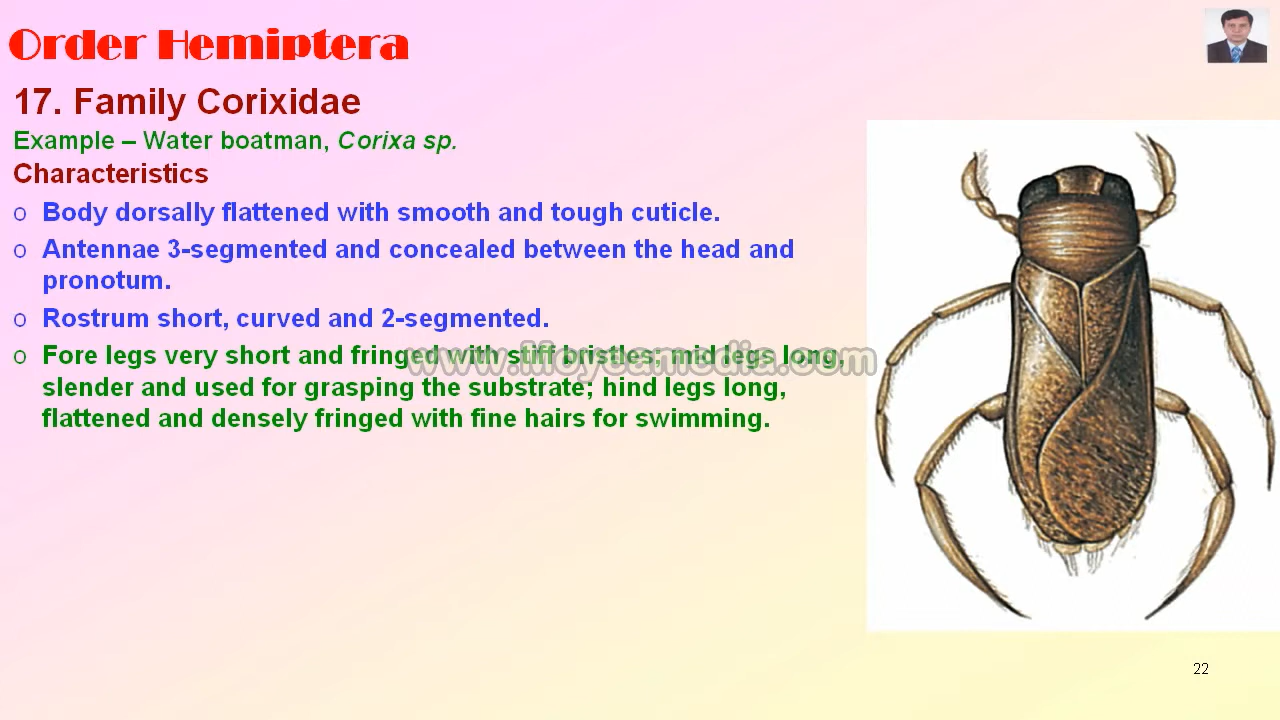 Order Hemiptera
17. Family Corixidae
Example – Water boatman, Corixa sp.
Characteristics
o Body dorsally flattened with smooth and tough cuticle.
o Antennae 3-segmented and concealed between the head and
pronotum.
o Rostrum short, curved and 2-segmented.
o Fore legs very short and fringed with stiff bristles; mid legs long,
www.moyeamedia.com
slender and used for grasping the substrate; hind legs long,
flattened and densely fringed with fine hairs for swimming.
22